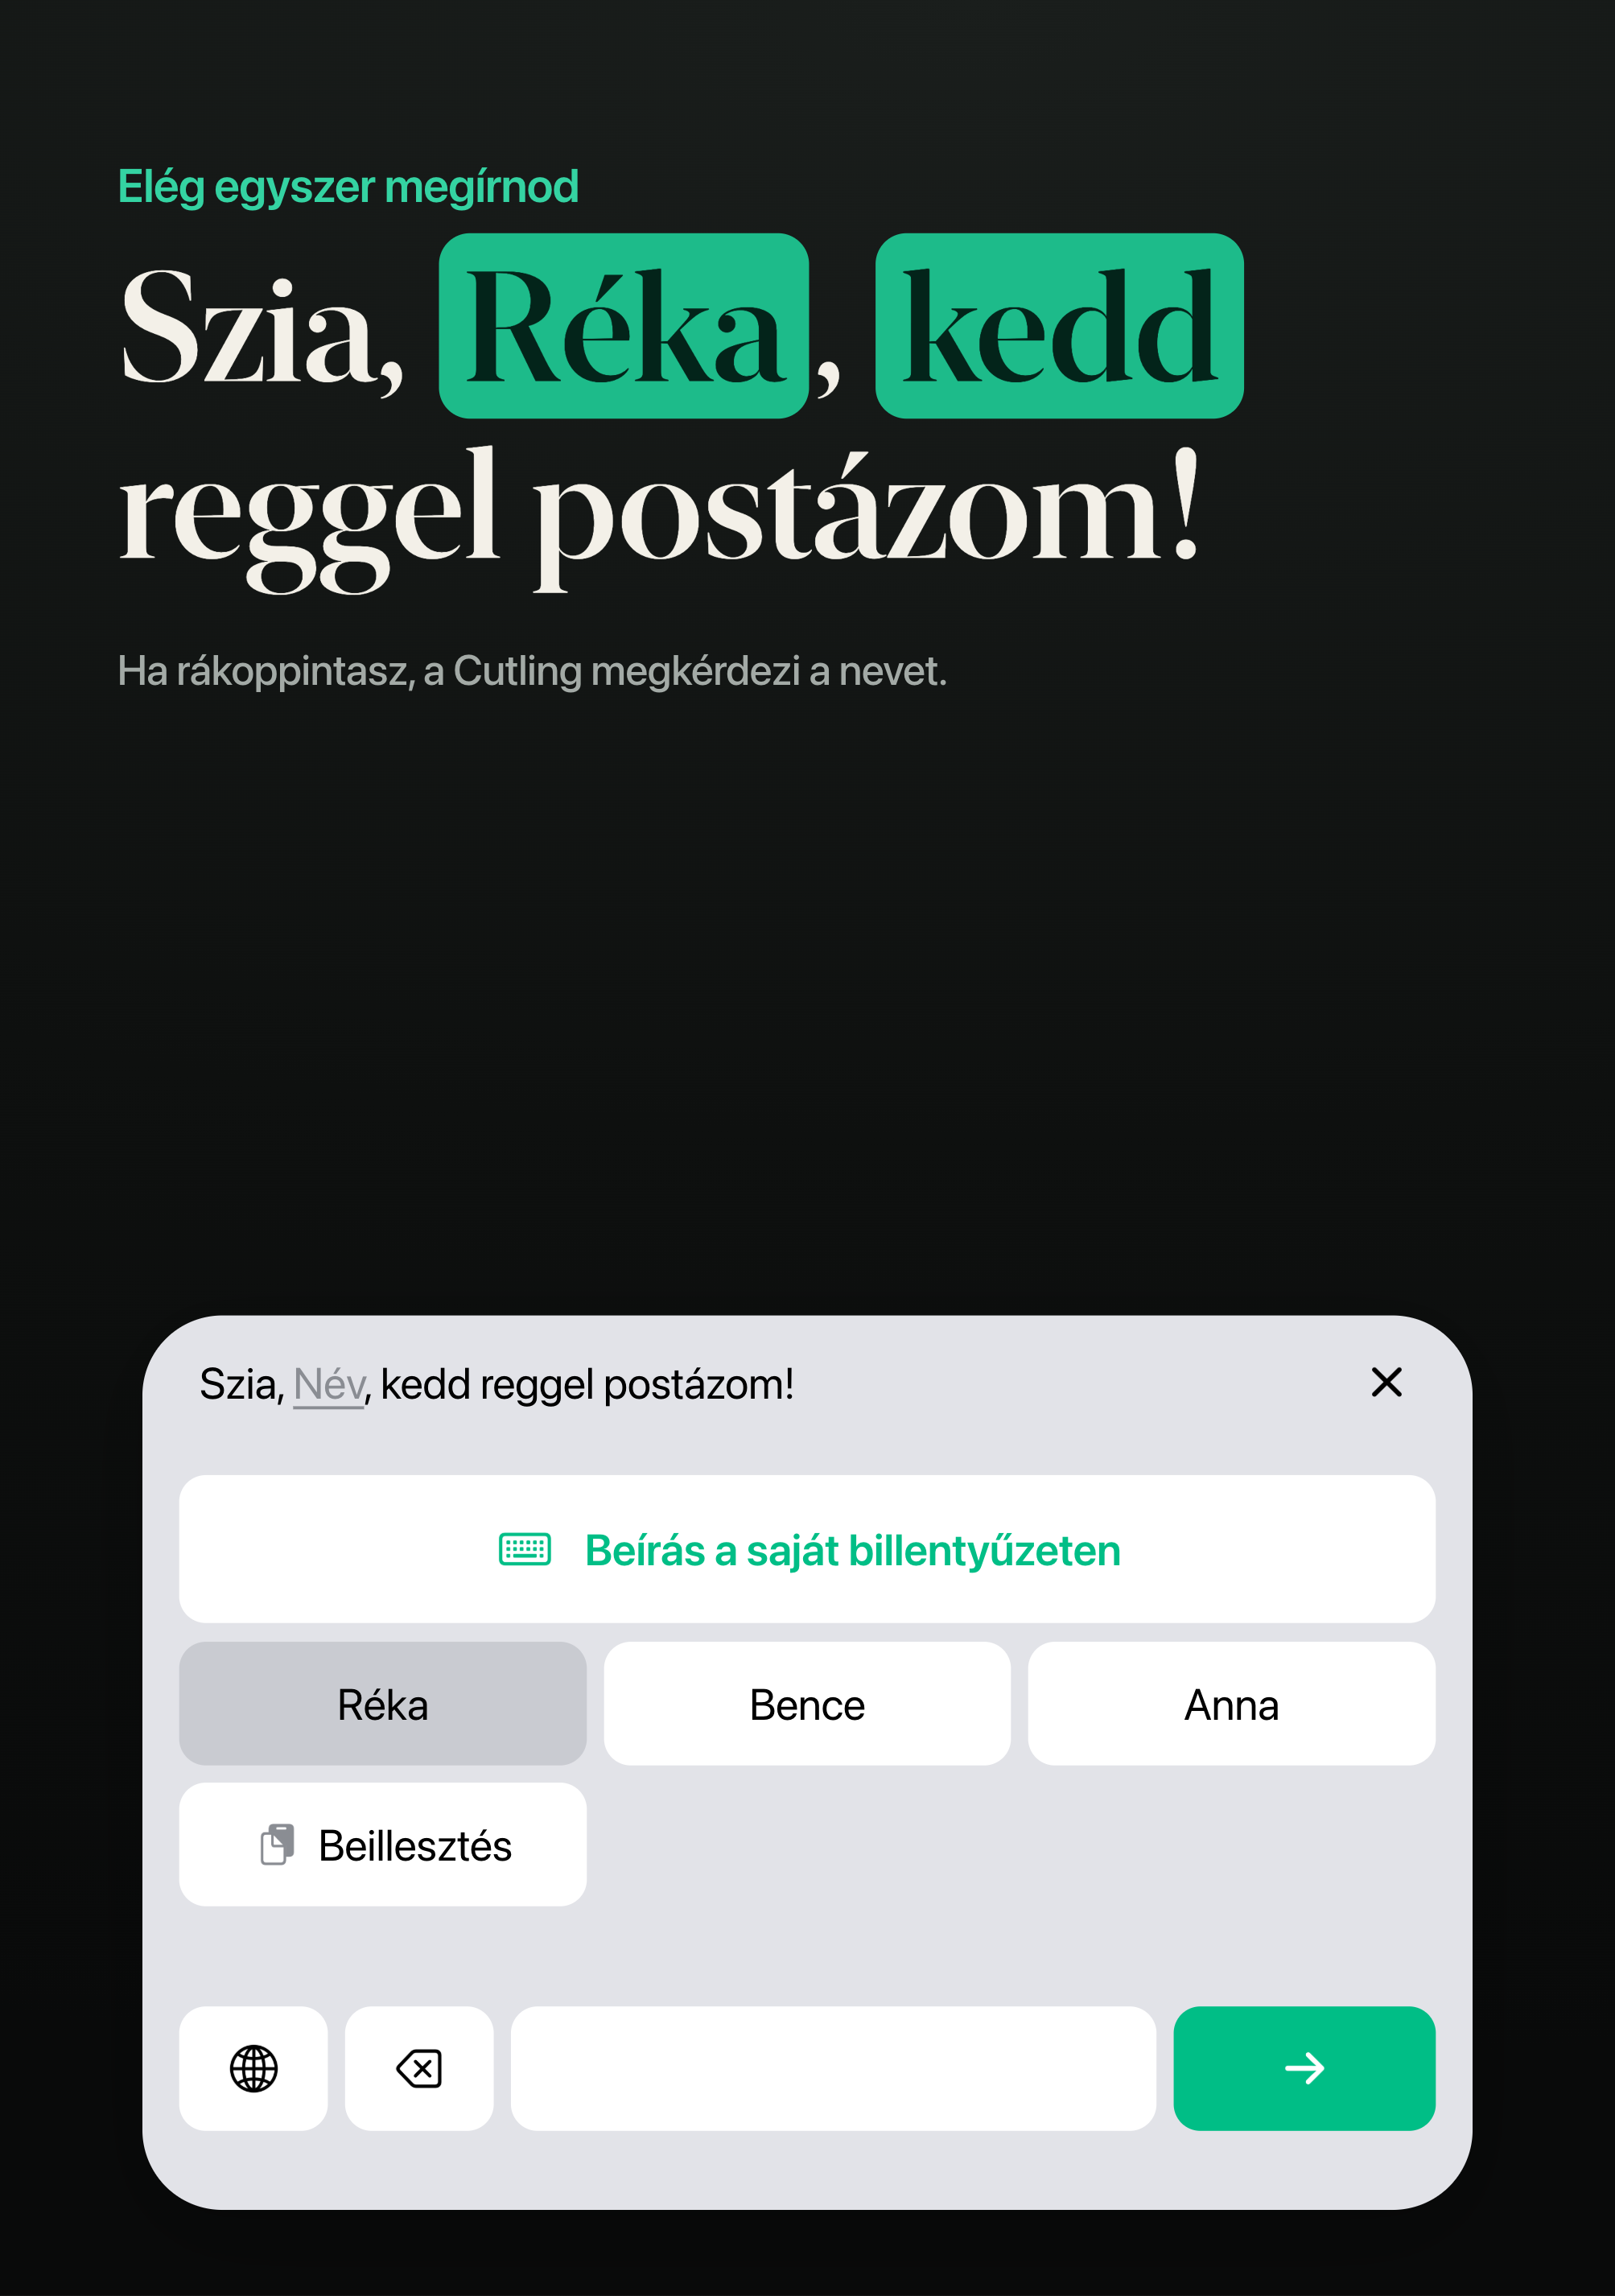 Elég egyszer megírnod
Szia, Réka, kedd
reggel postázom!
Ha rákoppintasz, a Cutling megkérdezi a nevet.
Szia, Név, kedd reggel postázom!
Beírás a saját billentyűzeten
Réka
Bence
Anna
Beillesztés